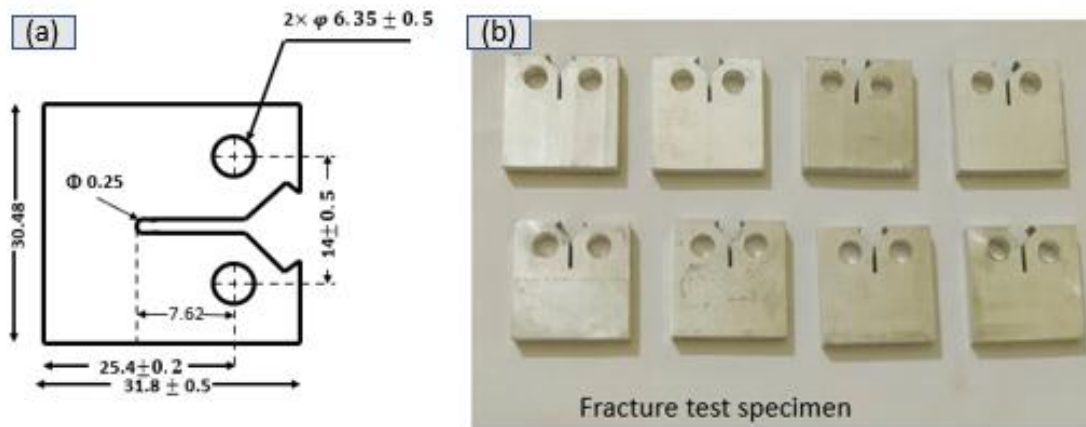 (a)
2× φ 6.35 ± 0.5
Φ 0.25
30.48
14± 0.5
7.62
25.4±0.2
31.8 ± 0.5
(b)
Fracture test specimen